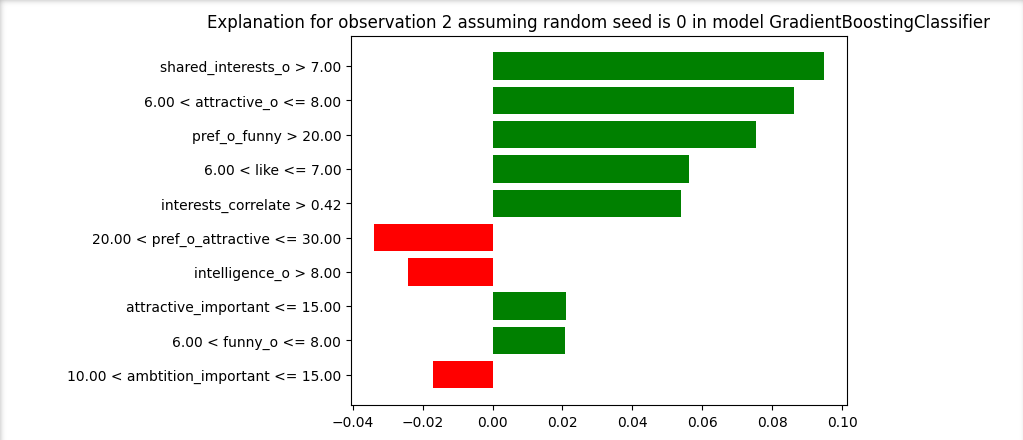 Explanation for observation 2 assuming random seed is 0 in model GradientBoostingClassifier
shared_interests_o > 7.00
6.00 < attractive_o <= 8.00
pref_o_funny > 20.00
6.00 < like <= 7.00
interests_correlate > 0.42
20.00 < pref_o_attractive <= 30.00
intelligence_o > 8.00
attractive_important <= 15.00
6.00 < funny_o <= 8.00
10.00 < ambtition_important <= 15.00
−0.04 −0.02 0.00 0.02 0.04 0.06 0.08 0.10